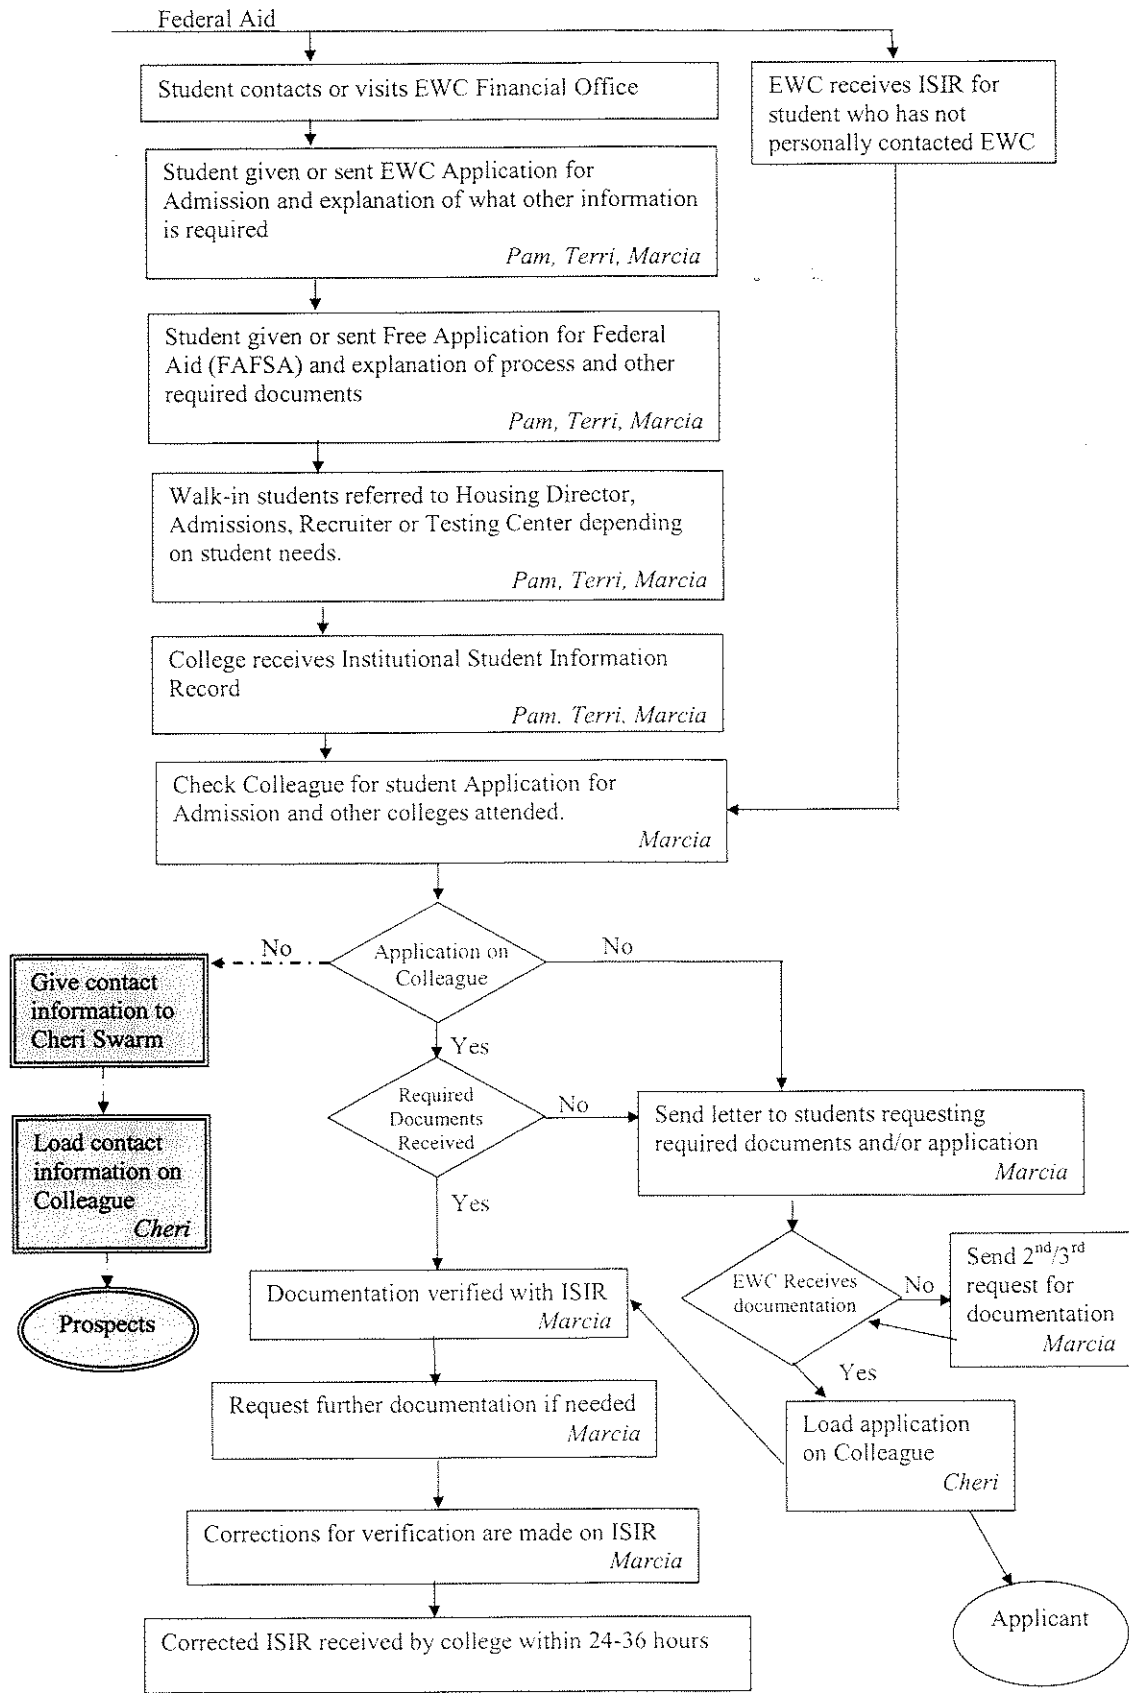 Federal Aid
Student contacts or visits EWC Financial Office
EWC receives ISIR for
student who has not
personally contacted EWC
Student given or sent EWC Application for
Admission and explanation of what other information
is required
Pam, Terri, Marcia
Student given or sent Free Application for Federal
Aid (FAFSA) and explanation of process and other
required documents
Pam, Terri, Marcia
Walk-in students referred to Housing Director,
Admissions, Recruiter or Testing Center depending
on student needs.
Pam, Terri, Marcia
College receives Institutional Student Information
Record
Pam. Terri. Marcia
Check Colleague for student Application for
Admission and other colleges attended.
Marcia
Application on
Colleague
No
No
Yes
Give contact
information to
Cheri Swarm
Load contact
information on
Colleague
Cheri
Prospects
Required
Documents
Received
No
Yes
Send letter to students requesting
required documents and/or application
Marcia
EWC Receives
documentation
No
Yes
Send 2nd/3rd
request for
documentation
Marcia
Documentation verified with ISIR
Marcia
Load application
on Colleague
Cheri
Request further documentation if needed
Marcia
Corrections for verification are made on ISIR
Marcia
Applicant
Corrected ISIR received by college within 24-36 hours